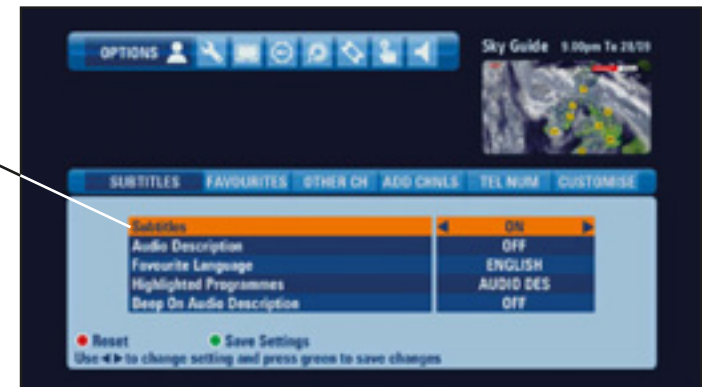 OPTIONS
Sky Guide 9.00pm Tu 28/09
SUBTITLES FAVOURITES OTHER CH ADD CHNLS TEL NUM CUSTOMISE
Subtitles ON
Audio Description OFF
Favourite Language ENGLISH
Highlighted Programmes AUDIO DES
Beep On Audio Description OFF
Reset Save Settings
Use ◄► to change setting and press green to save changes